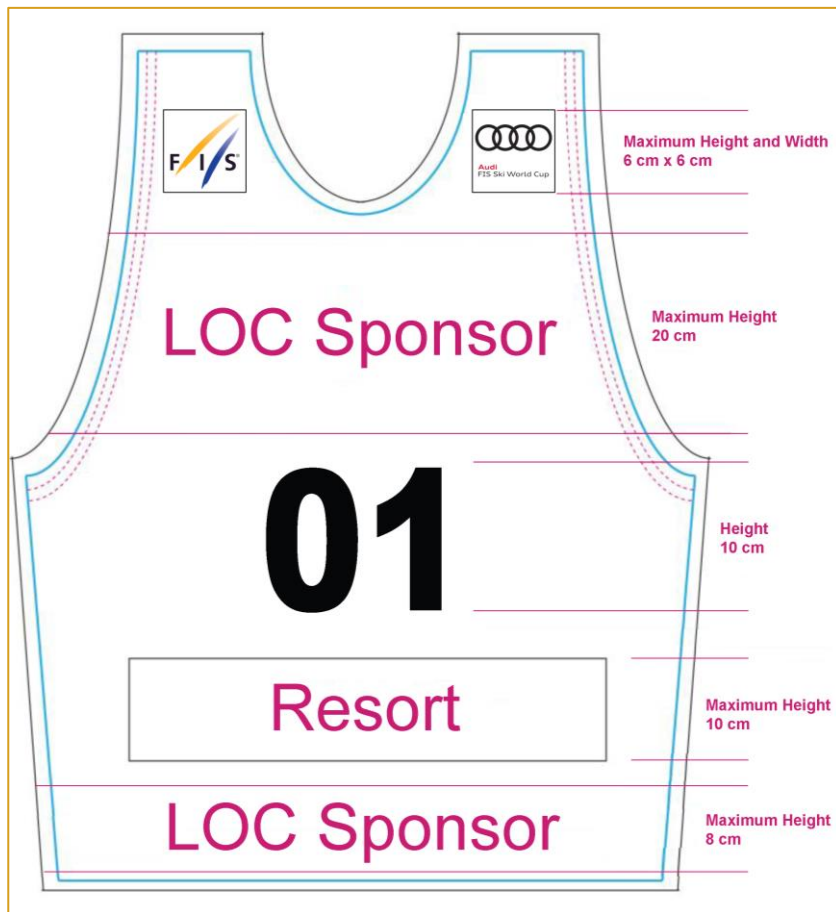 FIS
Audi
FIS Ski World Cup
Maximum Height and Width
6 cm x 6 cm
LOC Sponsor
Maximum Height
20 cm
01
Height
10 cm
Resort
Maximum Height
10 cm
LOC Sponsor
Maximum Height
8 cm